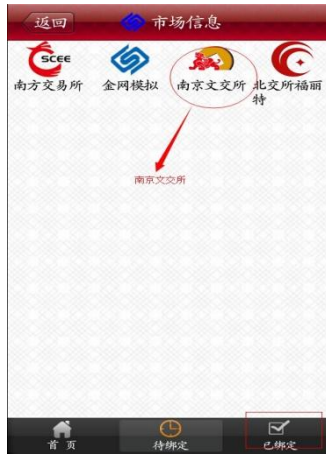 返回
市场信息
SCEE
南方交易所 金网模拟 南京文交所 北交所福丽特
南京文交所
首页 待绑定 已绑定